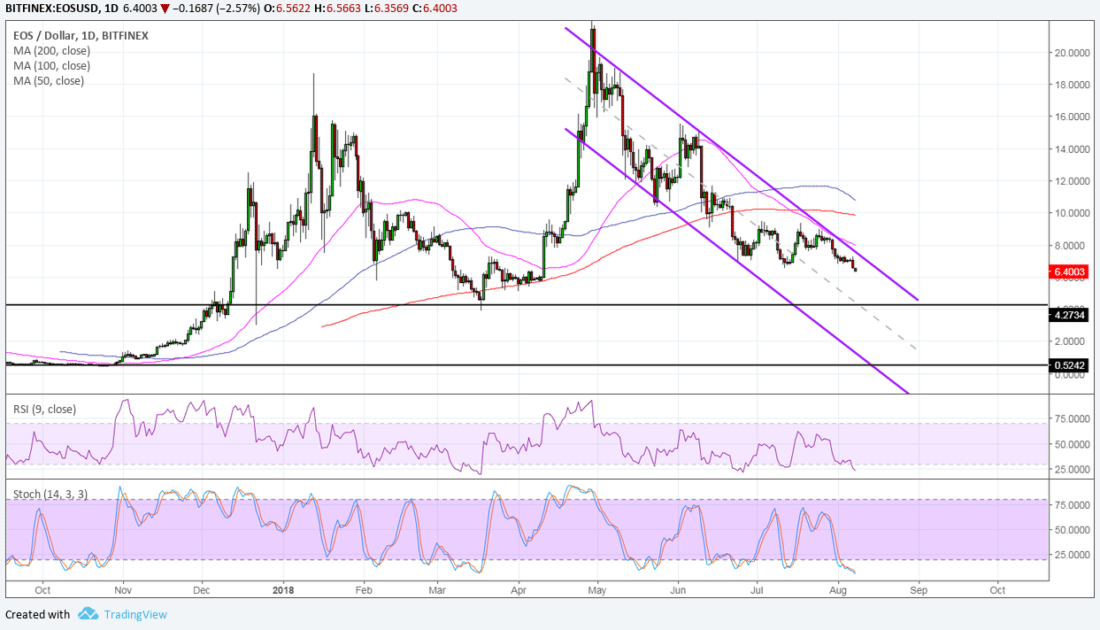 BITFINEX:EOSUSD, 1D 6.4003 ▼ −0.1687 (−2.57%) O:6.5622 H:6.5663 L:6.3569 C:6.4003
EOS / Dollar, 1D, BITFINEX
MA (200, close)
MA (100, close)
MA (50, close)
20.0000
18.0000
16.0000
14.0000
12.0000
10.0000
8.0000
6.4003
4.2734
2.0000
0.5242
0.0000
RSI (9, close)
75.0000
50.0000
25.0000
Stoch (14, 3, 3)
75.0000
50.0000
25.0000
Oct Nov Dec 2018 Feb Mar Apr May Jun Jul Aug Sep Oct
Created with TradingView